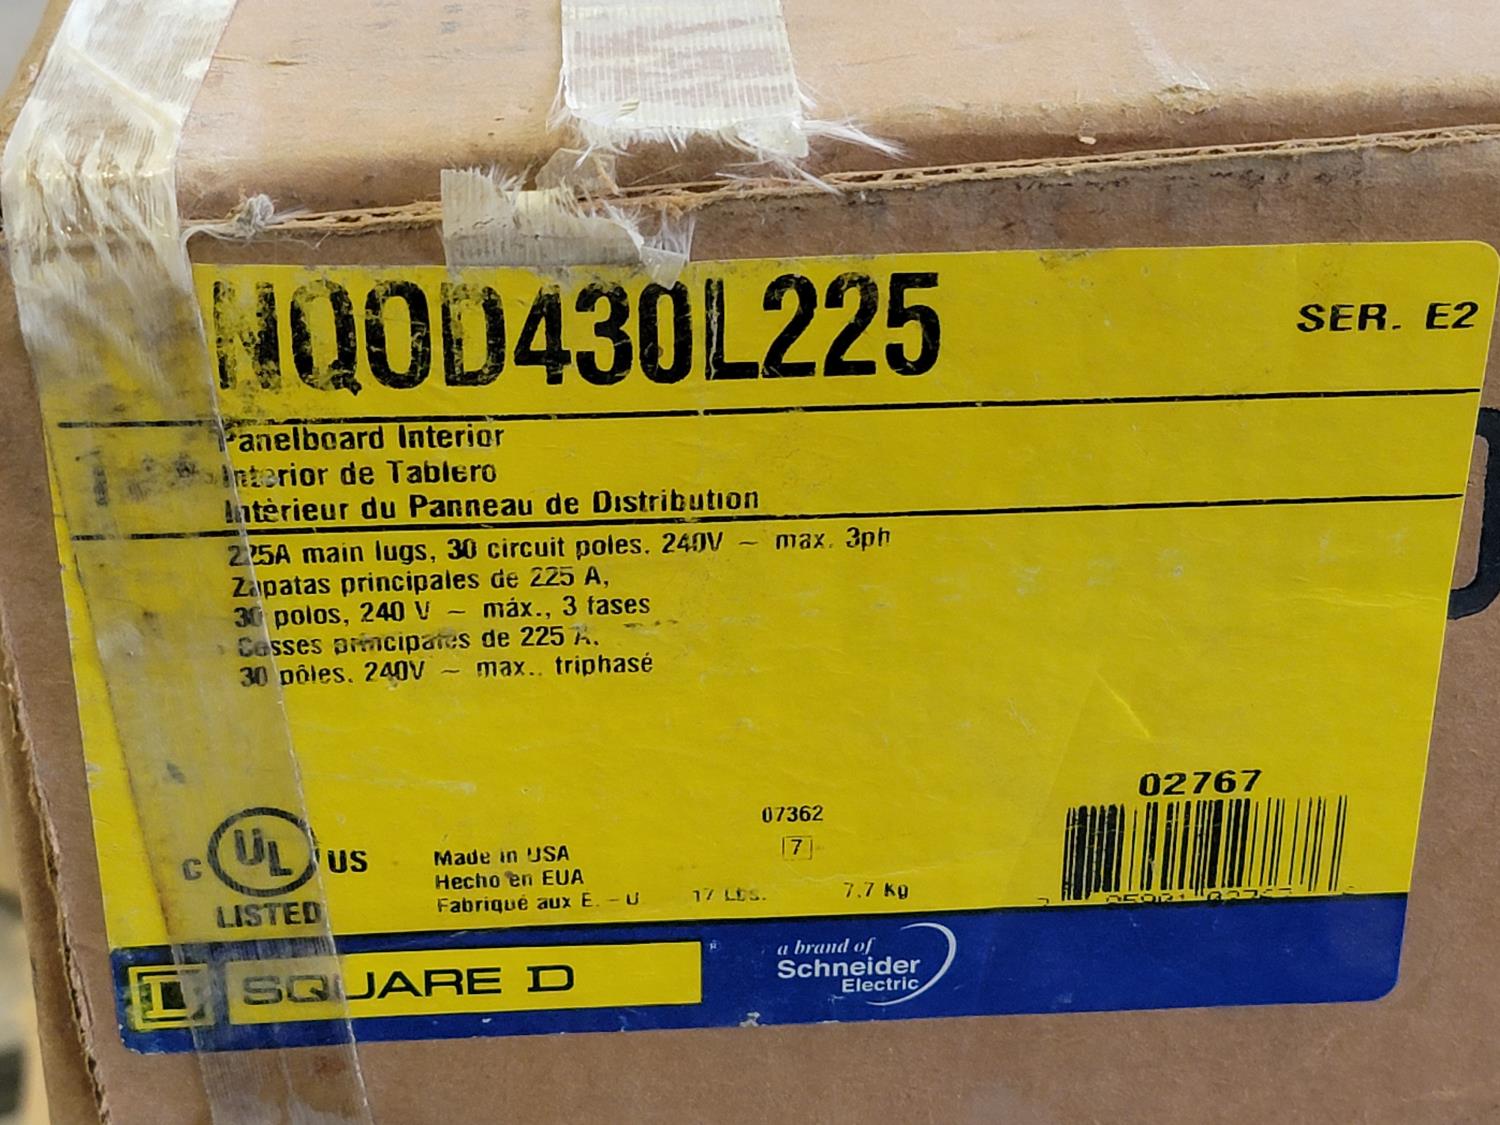 NQOD430L225
SER. E2
Panelboard Interior
Interior de Tablero
Intérieur du Panneau de Distribution
225A main lugs, 30 circuit poles. 240V ~ max. 3ph
Zapatas principales de 225 A,
30 polos, 240 V ~ máx., 3 fases
Cosses principales de 225 A.
30 pôles. 240V ~ max.. triphasé
02767
07362
7
C UL US
LISTED
Made in USA
Hecho en EUA
Fabriqué aux E. - U
17 Lbs.
7.7 Kg
D SQUARE D
a brand of
Schneider
Electric